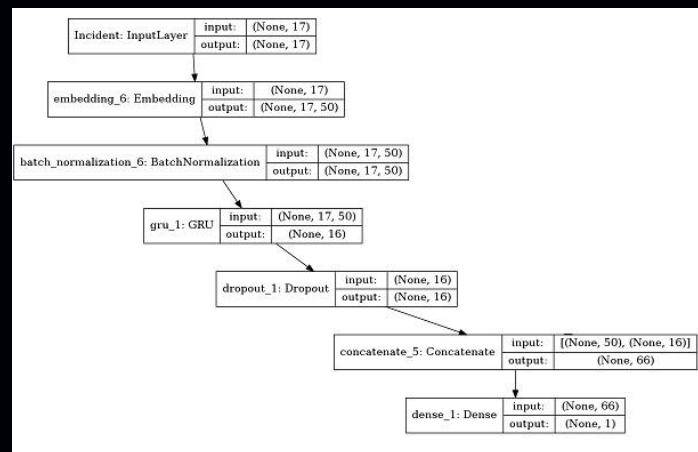 Incident: InputLayer input: (None, 17)
output: (None, 17)
embedding_6: Embedding input: (None, 17)
output: (None, 17, 50)
batch_normalization_6: BatchNormalization input: (None, 17, 50)
output: (None, 17, 50)
gru_1: GRU input: (None, 17, 50)
output: (None, 16)
dropout_1: Dropout input: (None, 16)
output: (None, 16)
concatenate_5: Concatenate input: [(None, 50), (None, 16)]
output: (None, 66)
dense_1: Dense input: (None, 66)
output: (None, 1)